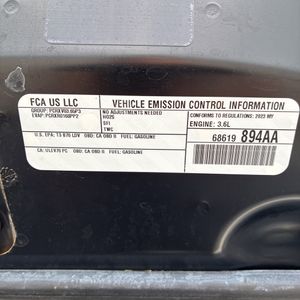 FCA US LLC
VEHICLE EMISSION CONTROL INFORMATION
GROUP: PCRXV03.65P3
EVAP: PCRXR0160PP2
NO ADJUSTMENTS NEEDED
HO2S
SFI
TWC
CONFORMS TO REGULATIONS: 2023 MY
ENGINE: 3.6L
U.S. EPA: T3 B70 LDV OBD: CA OBD II FUEL: GASOLINE
68619 894AA
CA: ULEV70 PC OBD: CA OBD II FUEL: GASOLINE